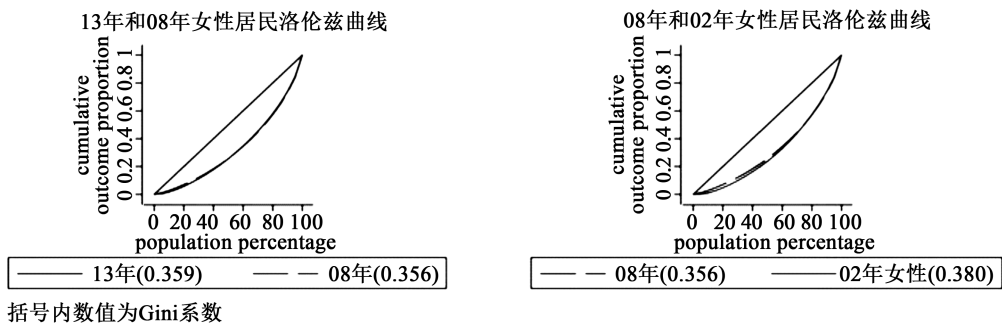 13年和08年女性居民洛伦兹曲线
cumulative
outcome proportion
0 0.2 0.4 0.6 0.8 1
0 20 40 60 80 100
population percentage
13年(0.359) 08年(0.356)
08年和02年女性居民洛伦兹曲线
cumulative
outcome proportion
0 0.2 0.4 0.6 0.8 1
0 20 40 60 80 100
population percentage
08年(0.356) 02年女性(0.380)
括号内数值为Gini系数